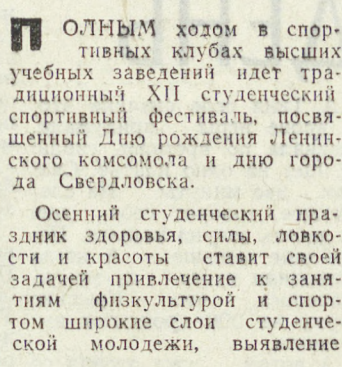 ПОЛНЫМ ходом в спор-
тивных клубах высших
учебных заведений идет тра-
диционный XII студенческий
спортивный фестиваль, посвя-
щенный Дню рождения Ленин-
ского комсомола и дню горо-
да Свердловска.
Осенний студенческий пра-
здник здоровья, силы, ловко-
сти и красоты ставит своей
задачей привлечение к заня-
тиям физкультурой и спор-
том широкие слои студенче-
ской молодежи, выявление